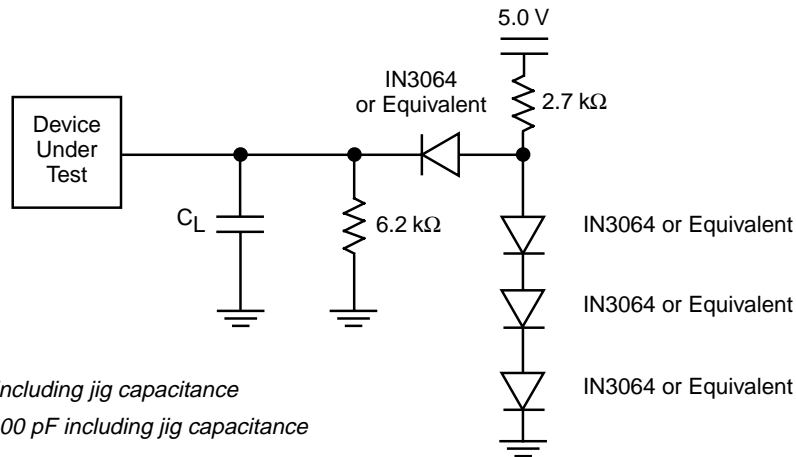 5.0 V
IN3064
or Equivalent
2.7 kΩ
Device
Under
Test
C_L
6.2 kΩ
IN3064 or Equivalent
IN3064 or Equivalent
IN3064 or Equivalent
including jig capacitance
00 pF including jig capacitance